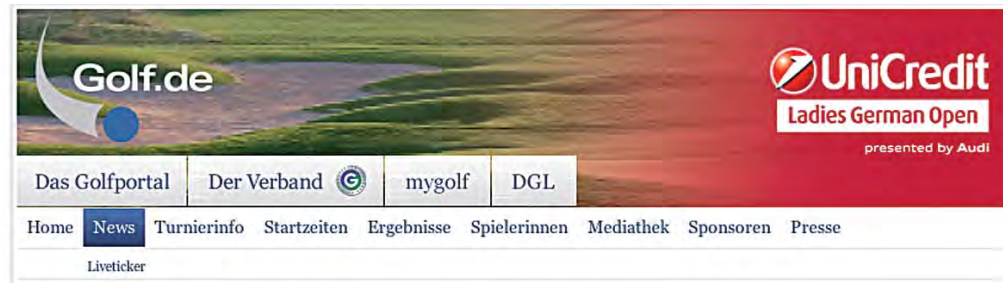 Golf.de
UniCredit
Ladies German Open
presented by Audi
Das Golfportal Der Verband G mygolf DGL
Home News Turnierinfo Startzeiten Ergebnisse Spielerinnen Mediathek Sponsoren Presse
Liveticker